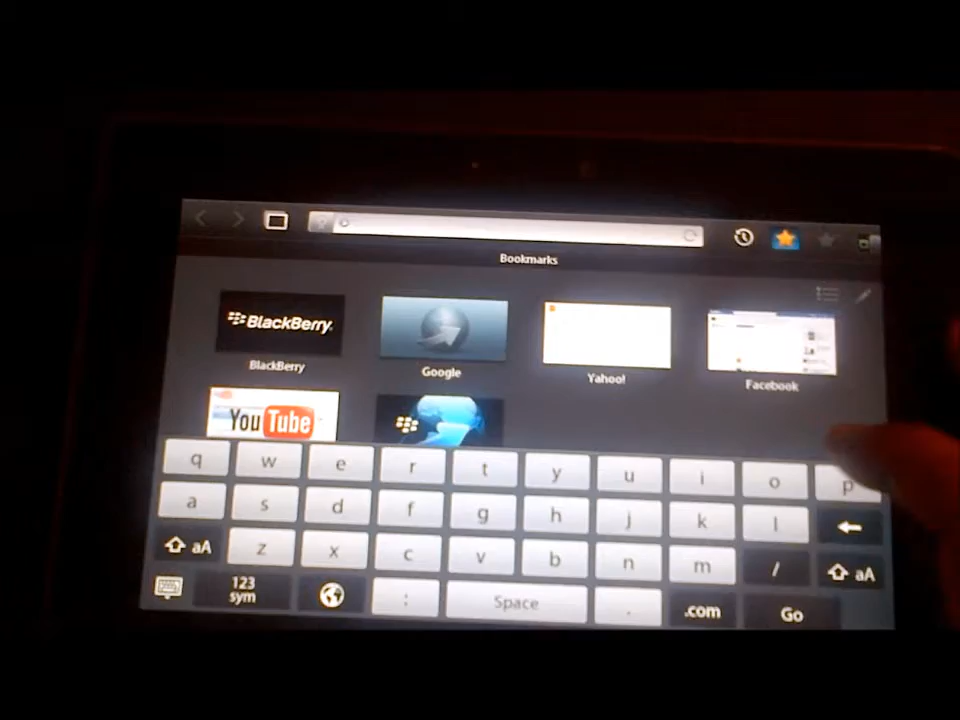 Bookmarks
BlackBerry.
BlackBerry
Google
Yahoo!
Facebook
YouTube
q w e r t y u i o p
a s d f g h j k l
aA z x c v b n m / aA
123
sym : Space . .com Go